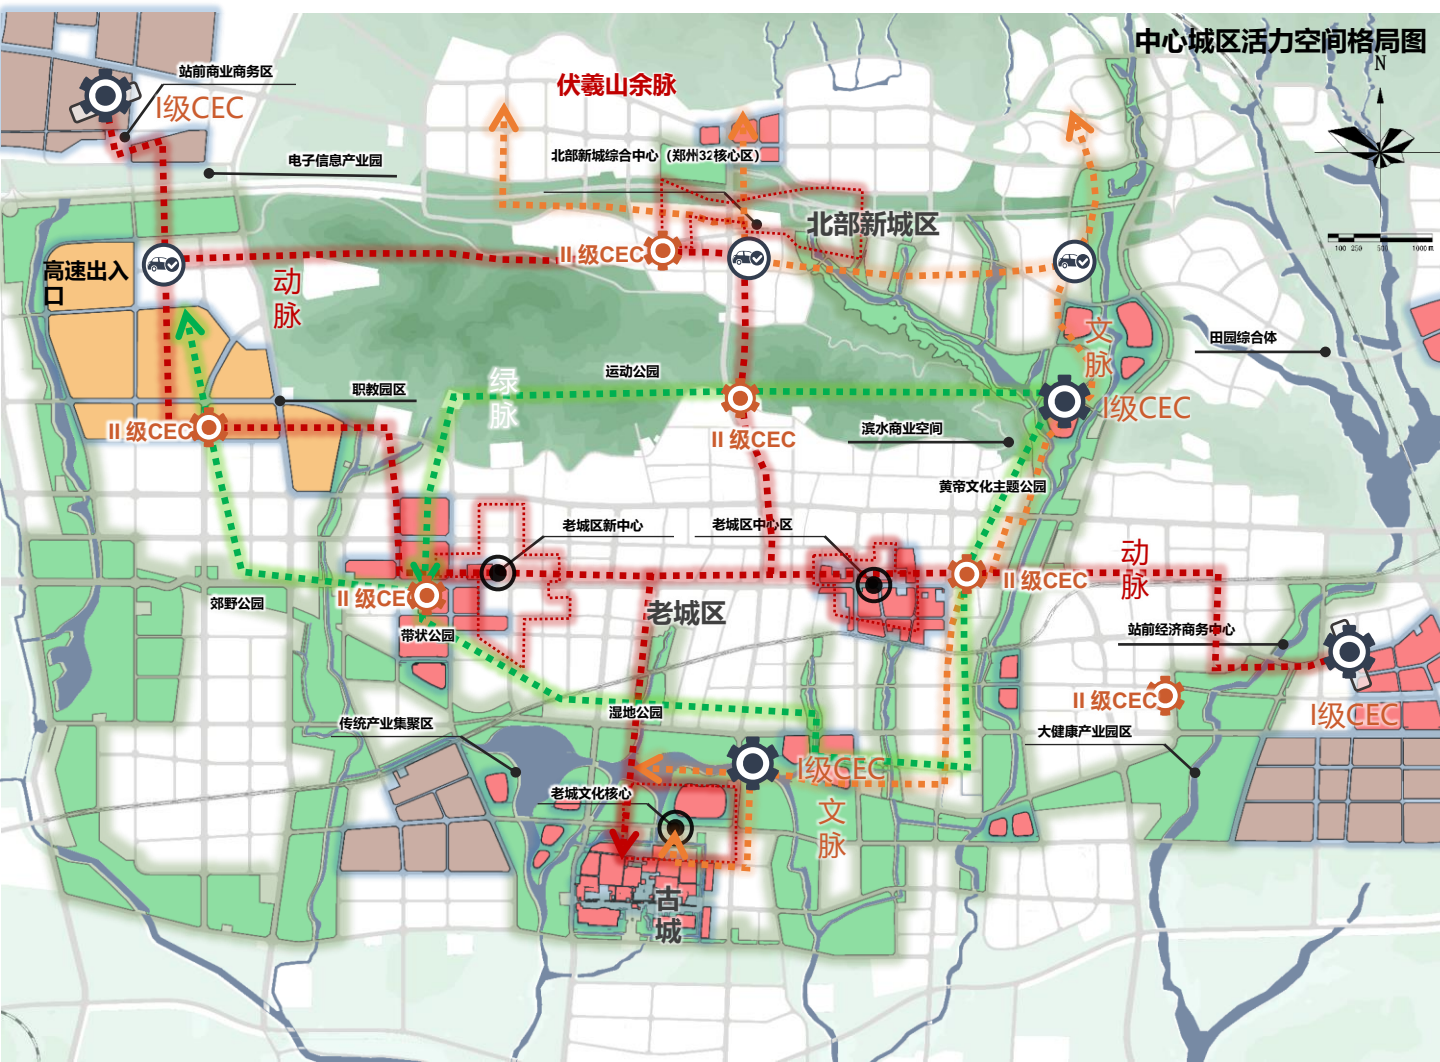 中心城区活力空间格局图
N
站前商业商务区
I级CEC
伏羲山余脉
电子信息产业园
北部新城综合中心（郑州32核心区）
北部新城区
100 250 500 1000m
II 级CEC
高速出入
口
动
脉
文
脉
田园综合体
运动公园
绿
脉
职教园区
I级CEC
II 级CEC
II 级CEC
滨水商业空间
黄帝文化主题公园
老城区新中心
老城区中心区
动
脉
II 级CEC
II 级CE
郊野公园
老城区
带状公园
站前经济商务中心
II 级CEC
I级CEC
湿地公园
传统产业集聚区
大健康产业园区
I级CEC
老城文化核心
文
脉
古
城